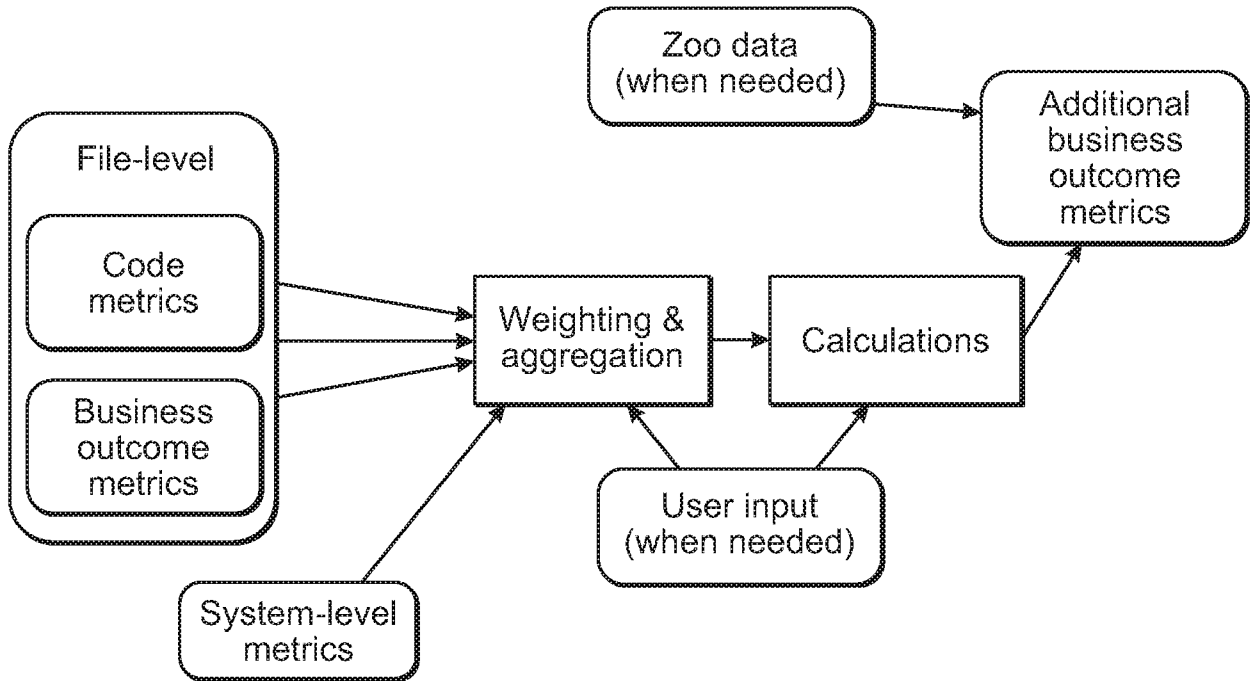 Zoo data
(when needed)
Additional
business
outcome
metrics
File-level
Code
metrics
Business
outcome
metrics
Weighting &
aggregation
Calculations
User input
(when needed)
System-level
metrics